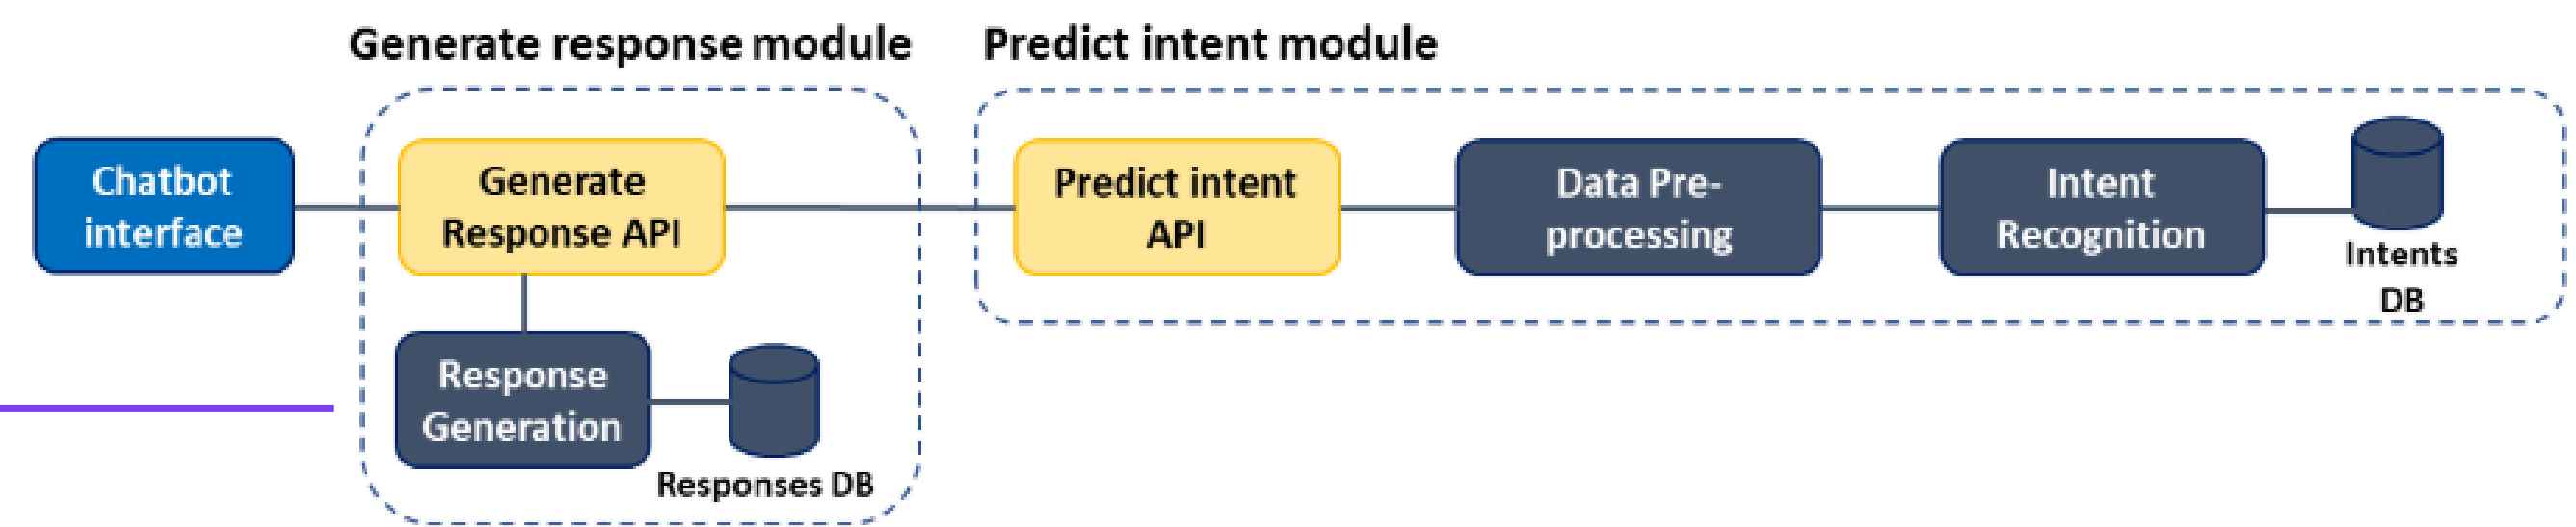 Generate response module
Predict intent module
Chatbot
interface
Generate
Response API
Predict intent
API
Data Pre-
processing
Intent
Recognition
Intents
DB
Response
Generation
Responses DB